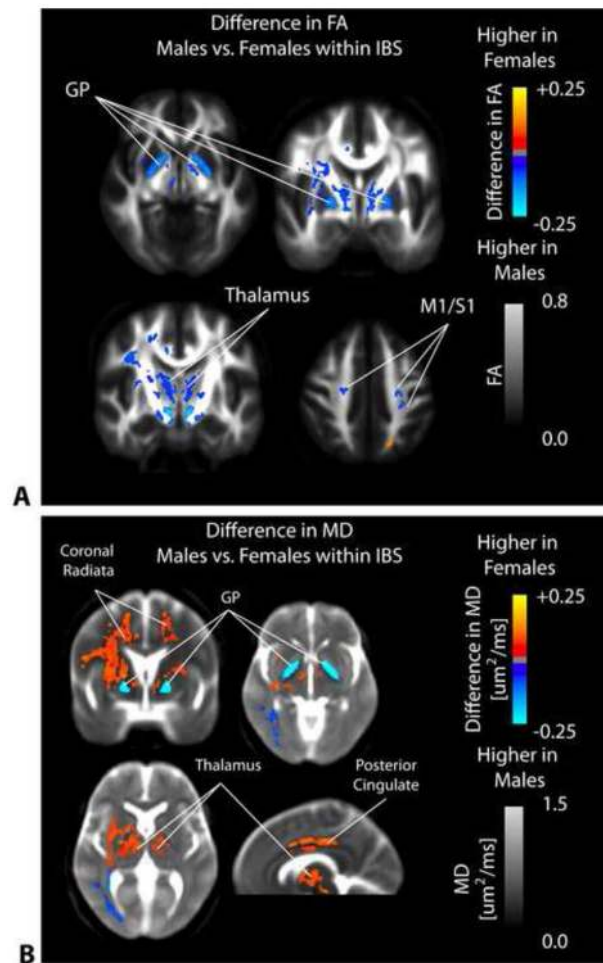 Difference in FA
Males vs. Females within IBS
Higher in
Females
GP
+0.25
Difference in FA
-0.25
Higher in
Males
Thalamus
M1/S1
0.8
FA
0.0
A
Difference in MD
Males vs. Females within IBS
Higher in
Females
Coronal
Radiata
GP
+0.25
Difference in MD
[um²/ms]
-0.25
Higher in
Males
Thalamus
Posterior
Cingulate
1.5
MD
[um²/ms]
0.0
B